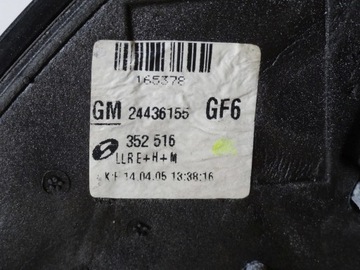 165378
GM 24436155 GF6
352 516
LLR E+H+M
K:F 14.04.05 13:38:16